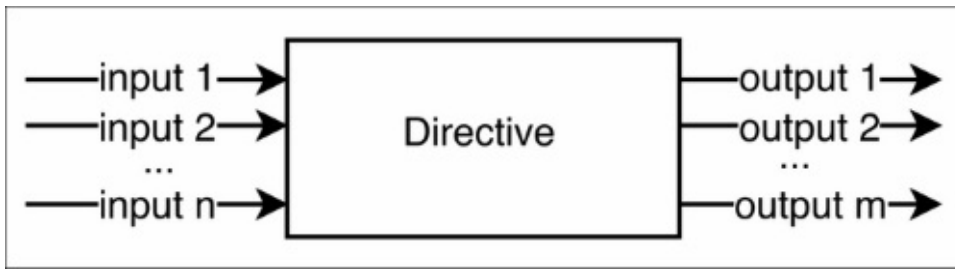 input 1
input 2
...
input n
Directive
output 1
output 2
...
output m